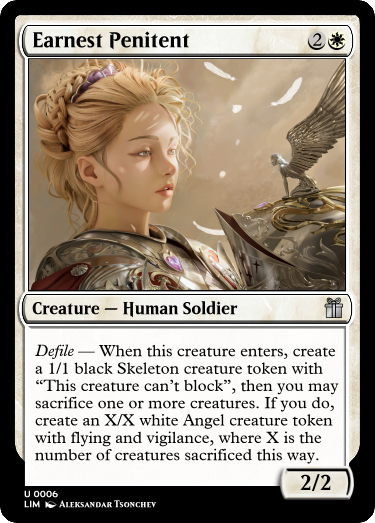 Earnest Penitent 2
Creature — Human Soldier
Defile — When this creature enters, create
a 1/1 black Skeleton creature token with
“This creature can’t block”, then you may
sacrifice one or more creatures. If you do,
create an X/X white Angel creature token
with flying and vigilance, where X is the
number of creatures sacrificed this way.
2/2
U 0006
LIM Aleksandar Tsonchev